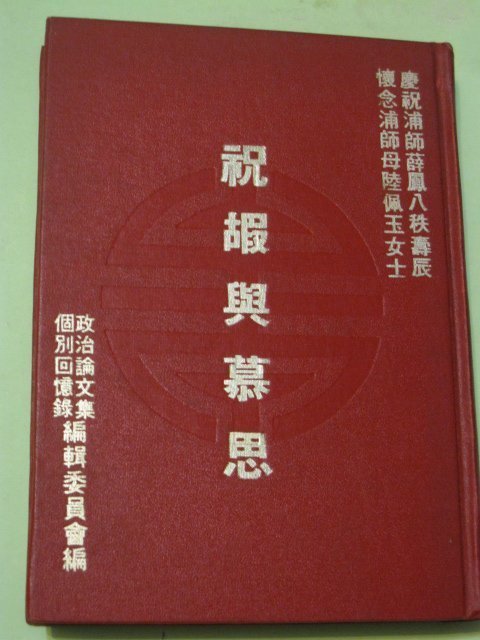 慶祝浦師薛鳳八秩壽辰
懷念浦師母陸佩玉女士
祝嘏與慕思
政治論文集
個別回憶錄
編輯委員會編